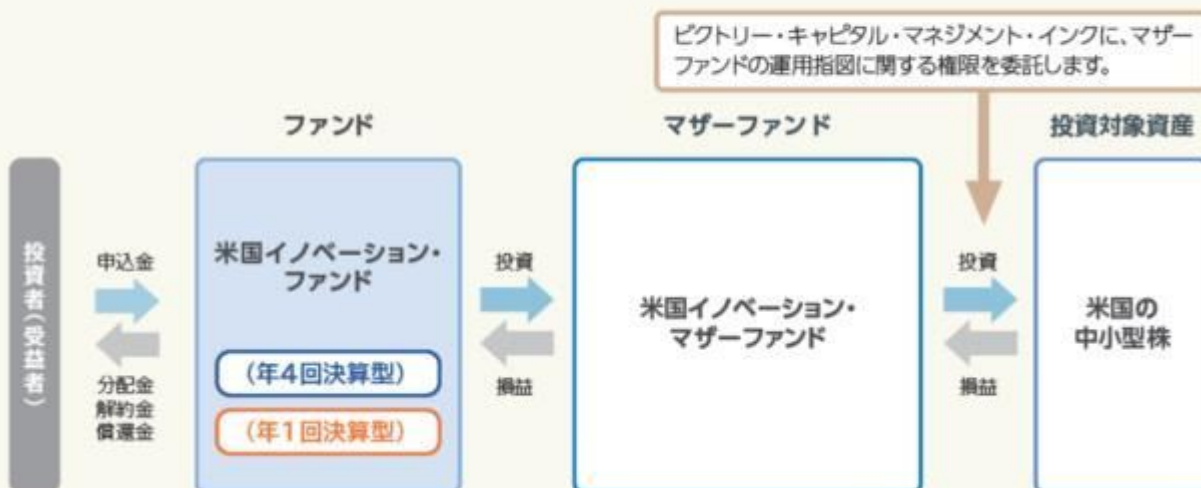 ビクトリー・キャピタル・マネジメント・インクに、マザー
ファンドの運用指図に関する権限を委託します。
ファンド
マザーファンド
投資対象資産
投資者(受益者)
申込金
分配金
解約金
償還金
米国イノベーション・
ファンド
(年4回決算型)
(年1回決算型)
投資
損益
米国イノベーション・
マザーファンド
投資
損益
米国の
中小型株